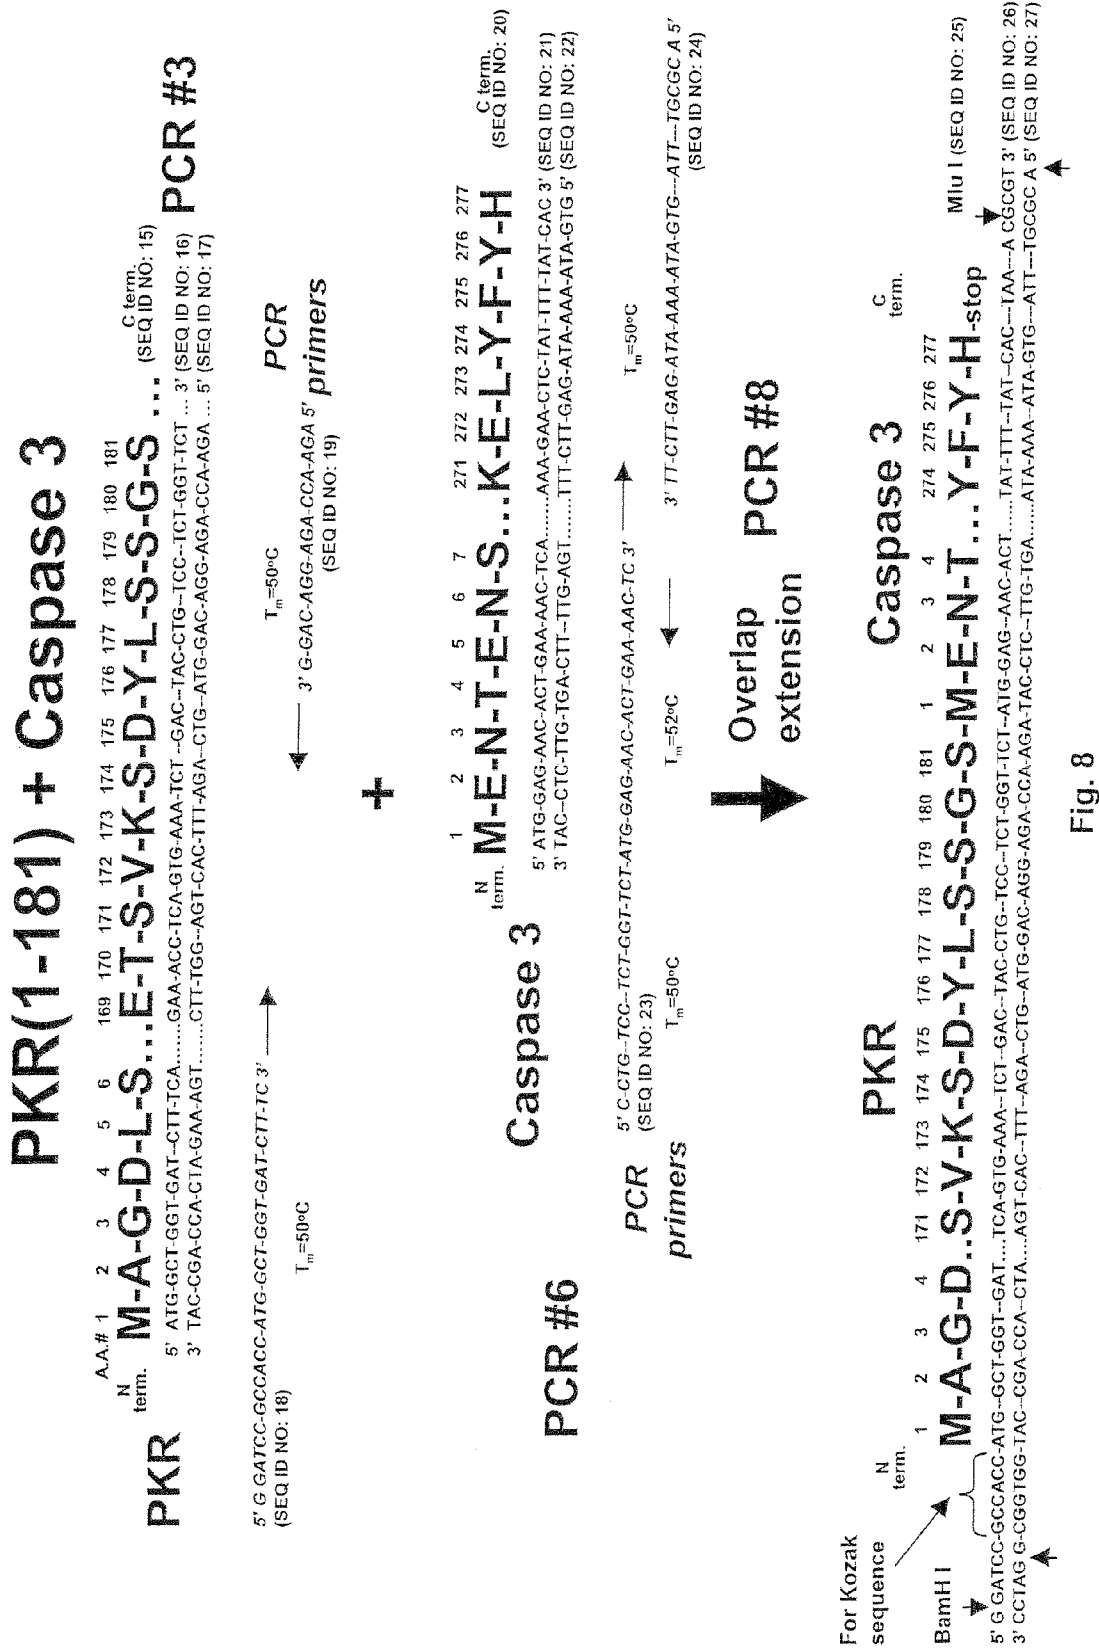 PKR(1-181) + Caspase 3
A.A.# 1 2 3 4 5 6 169 170 171 172 173 174 175 176 177 178 179 180 181
PKR N term. M-A-G-D-L-S...E-T-S-V-K-S-D-Y-L-S-S-G-S ... C term. (SEQ ID NO: 15)
5' ATG-GCT-GGT-GAT--CTT-TCA.......GAA-ACC-TCA-GTG-AAA-TCT --GAC--TAC-CTG--TCC--TCT-GGT-TCT ... 3' (SEQ ID NO: 16)
3' TAC-CGA-CCA-CTA-GAA-AGT.......CTT-TGG--AGT-CAC-TTT-AGA--CTG--ATG-GAC-AGG-AGA-CCA-AGA ... 5' (SEQ ID NO: 17)
PCR #3
5' G GATCC-GCCACC-ATG-GCT-GGT-GAT-CTT-TC 3'
(SEQ ID NO: 18)
Tm=50oC
Tm=50oC
3' G-GAC-AGG-AGA-CCA-AGA 5'
(SEQ ID NO: 19)
PCR
primers
+
1 2 3 4 5 6 7 271 272 273 274 275 276 277
N term. M-E-N-T-E-N-S...K-E-L-Y-F-Y-H C term. (SEQ ID NO: 20)
5' ATG-GAG-AAC-ACT-GAA-AAC-TCA.......AAA-GAA-CTC-TAT-TTT-TAT-CAC 3' (SEQ ID NO: 21)
3' TAC--CTC-TTG-TGA-CTT--TTG-AGT......TTT-CTT-GAG-ATA-AAA-ATA-GTG 5' (SEQ ID NO: 22)
Caspase 3
PCR #6
PCR
primers
5' C-CTG--TCC--TCT-GGT-TCT-ATG-GAG-AAC-ACT-GAA-AAC-TC 3'
(SEQ ID NO: 23)
Tm=50oC
Tm=52oC
Tm=50oC
3' TT-CTT-GAG-ATA-AAA-ATA-GTG--ATT--TGCGC A 5'
(SEQ ID NO: 24)
Overlap
extension
PCR #8
For Kozak
sequence
BamH I
PKR
Caspase 3
N term.
C term.
1 2 3 4 171 172 173 174 175 176 177 178 179 180 181 1 2 3 4 274 275 276 277
M-A-G-D..S-V-K-S-D-Y-L-S-S-G-S-M-E-N-T...Y-F-Y-H-stop
Mlu I (SEQ ID NO: 25)
5' G GATCC-GCCACC-ATG--GCT-GGT-GAT....TCA-GTG-AAA--TCT-GAC--TAC-CTG--TCC--TCT-GGT-TCT--ATG-GAG--AAC-ACT......TAT-TTT--TAT-CAC--TAA--A CGCGT 3' (SEQ ID NO: 26)
3' CCTAG G-CGGTGG-TAC--CGA-CCA--CTA....AGT-CAC--TTT-AGA--CTG--ATG-GAC-AGG-AGA-CCA-AGA-TAC-CTC--TTG-TGA.....ATA-AAA--ATA-GTG--ATT--TGCGC A 5' (SEQ ID NO: 27)
Fig. 8